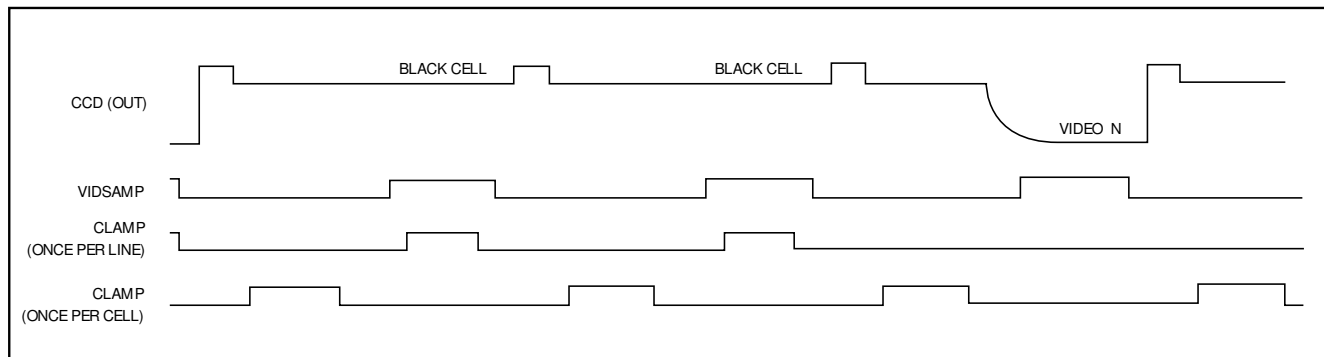 BLACK CELL
BLACK CELL
CCD (OUT)
VIDEO N
VIDSAMP
CLAMP
(ONCE PER LINE)
CLAMP
(ONCE PER CELL)